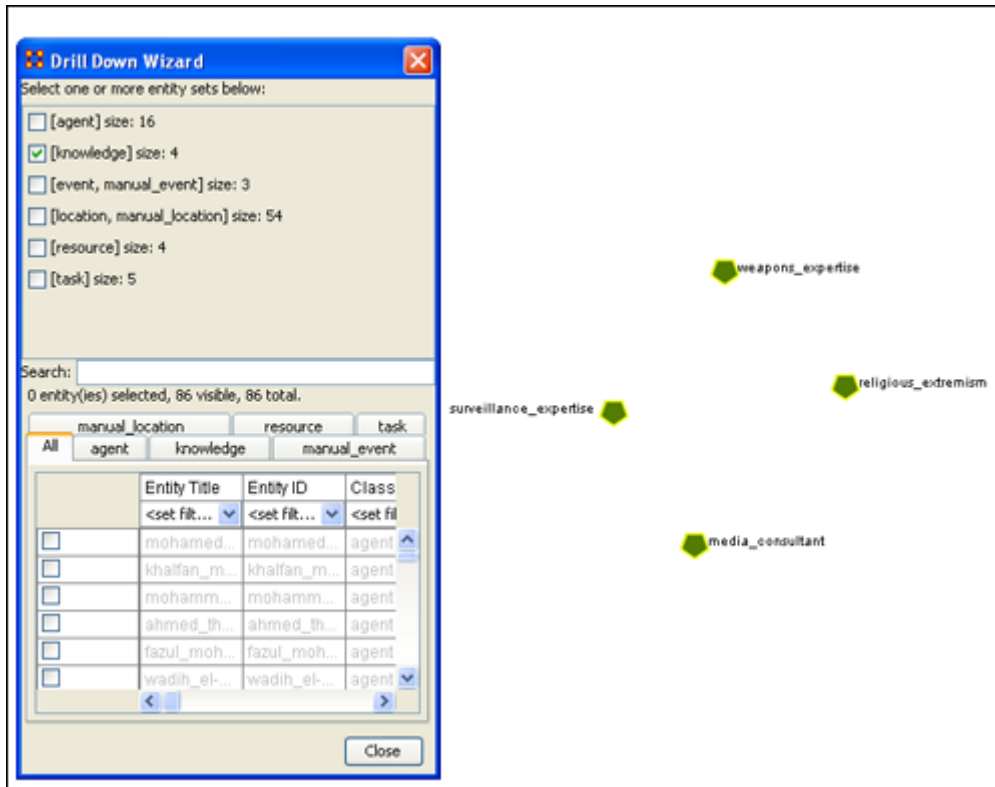 Drill Down Wizard
Select one or more entity sets below:
[agent] size: 16
[knowledge] size: 4
[event, manual_event] size: 3
[location, manual_location] size: 54
[resource] size: 4
[task] size: 5
Search:
0 entity(ies) selected, 86 visible, 86 total.
manual_location resource task
All agent knowledge manual_event
Entity Title Entity ID Class
<set filt... <set filt... <set fil
mohamed... mohamed... agent
khalfan_m... khalfan_m... agent
mohamm... mohamm... agent
ahmed_th... ahmed_th... agent
fazul_moh... fazul_moh... agent
wadih_el-... wadih_el-... agent
Close
weapons_expertise
religious_extremism
surveillance_expertise
media_consultant